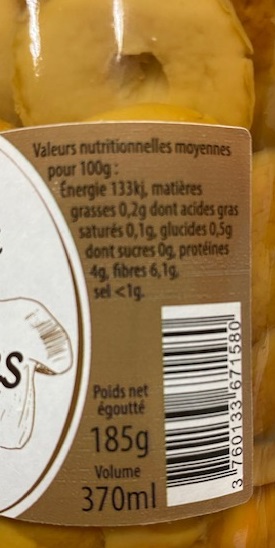 Valeurs nutritionnelles moyennes
pour 100g :
Énergie 133kj, matières
grasses 0,2g dont acides gras
saturés 0,1g, glucides 0,5g
dont sucres 0g, protéines
4g, fibres 6,1g,
sel <1g.
S
Poids net
égoutté
185g
Volume
370ml
3 760133 671580